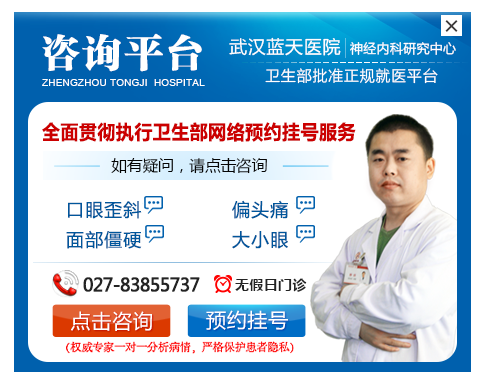 咨询平台
ZHENGZHOU TONGJI HOSPITAL
武汉蓝天医院 | 神经内科研究中心
卫生部批准正规就医平台
全面贯彻执行卫生部网络预约挂号服务
如有疑问，请点击咨询
口眼歪斜
偏头痛
面部僵硬
大小眼
027-83855737
无假日门诊
点击咨询
预约挂号
(权威专家一对一分析病情，严格保护患者隐私)